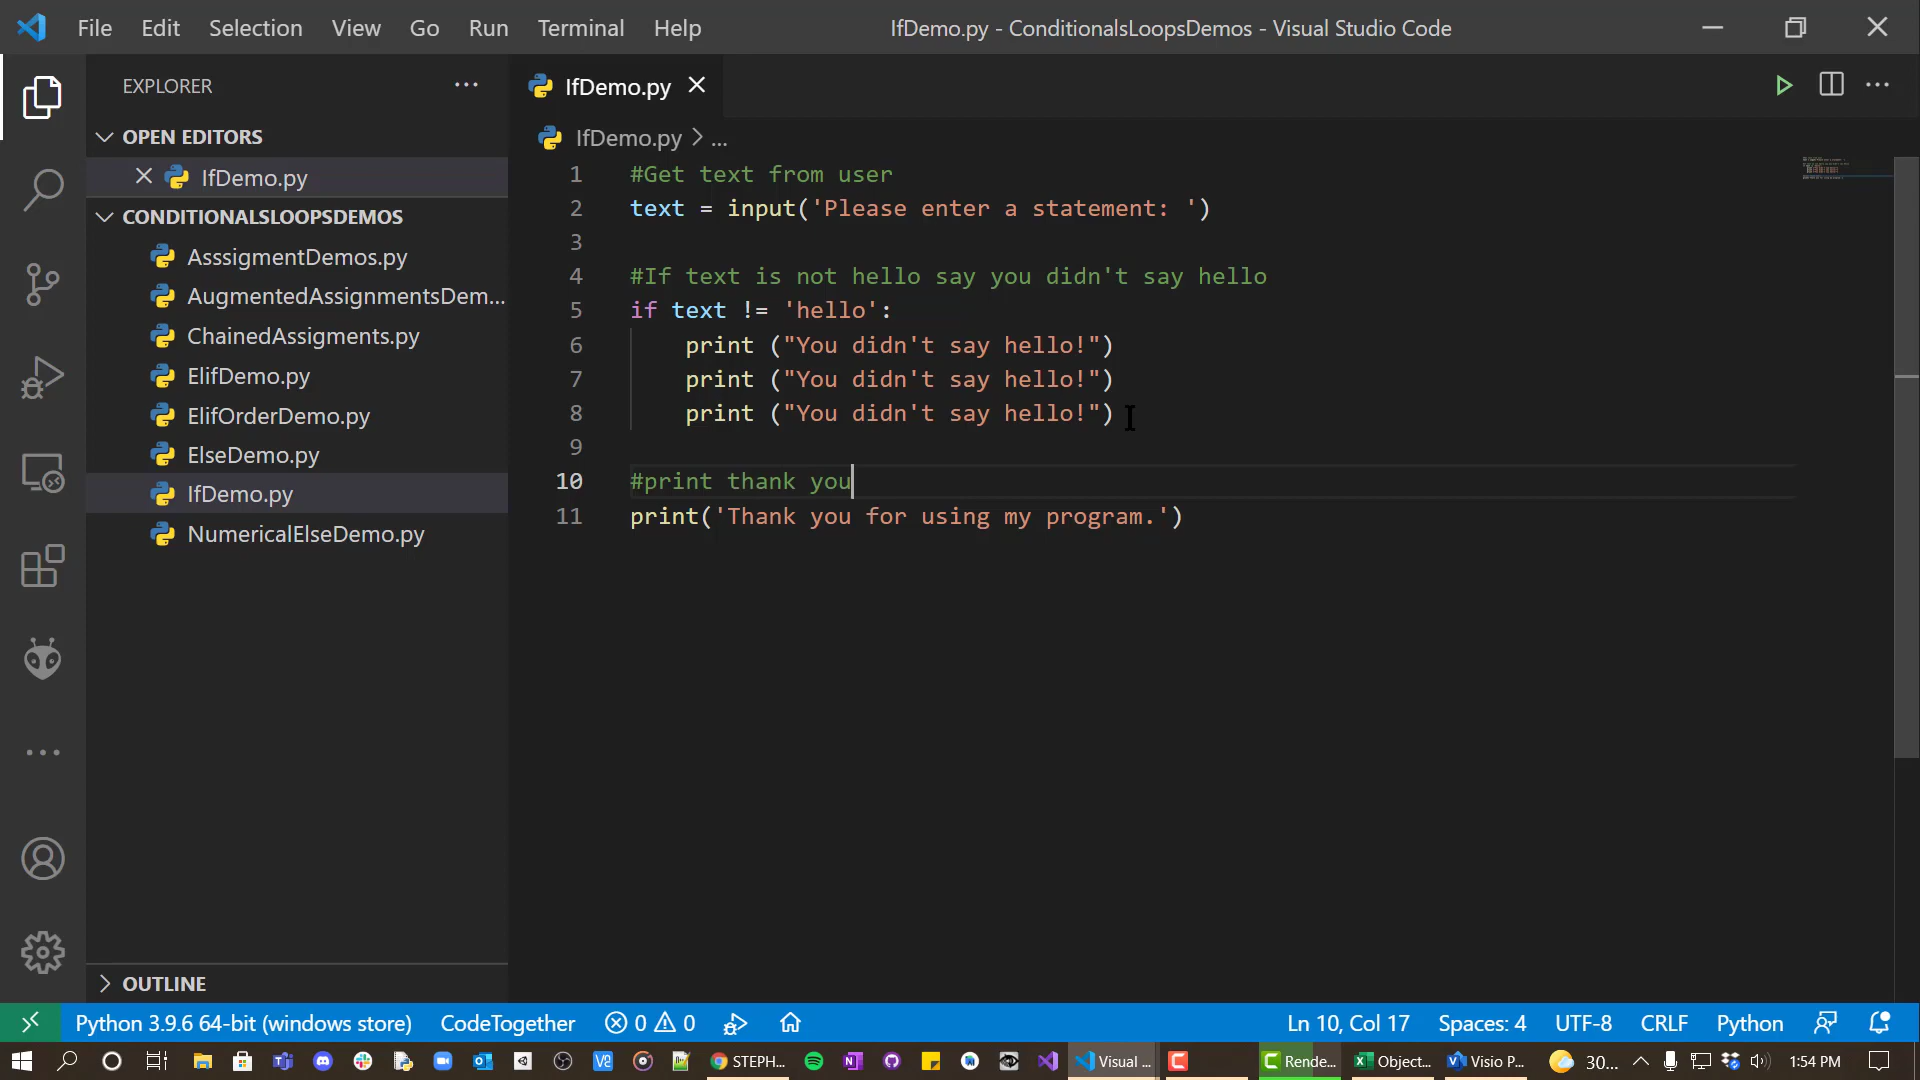 File Edit Selection View Go Run Terminal Help
IfDemo.py - ConditionalsLoopsDemos - Visual Studio Code
EXPLORER
OPEN EDITORS
IfDemo.py
CONDITIONALSLOOPSDEMOS
AsssigmentDemos.py
AugmentedAssignmentsDem...
ChainedAssigments.py
ElifDemo.py
ElifOrderDemo.py
ElseDemo.py
IfDemo.py
NumericalElseDemo.py
OUTLINE
IfDemo.py
IfDemo.py > ...
1 #Get text from user
2 text = input('Please enter a statement: ')
3
4 #If text is not hello say you didn't say hello
5 if text != 'hello':
6 print ("You didn't say hello!")
7 print ("You didn't say hello!")
8 print ("You didn't say hello!")
9
10 #print thank you
11 print('Thank you for using my program.')
Python 3.9.6 64-bit (windows store) CodeTogether 0 0 Ln 10, Col 17 Spaces: 4 UTF-8 CRLF Python
STEPH... Visual ... Rende... Object... Visio P... 30... 1:54 PM